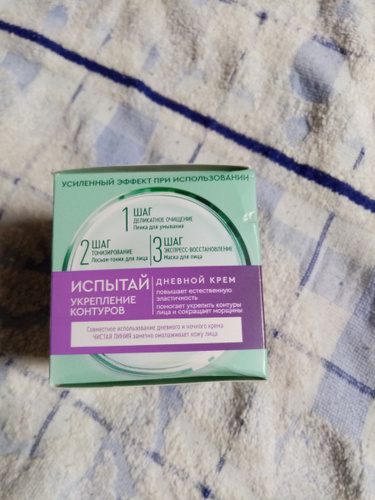 УСИЛЕННЫЙ ЭФФЕКТ ПРИ ИСПОЛЬЗОВАНИИ
1 ШАГ
ДЕЛИКАТНОЕ ОЧИЩЕНИЕ
Пенка для умывания
2 ШАГ
ТОНИЗИРОВАНИЕ
Лосьон-тоник для лица
3 ШАГ
ЭКСПРЕСС-ВОССТАНОВЛЕНИЕ
Маска для лица
ИСПЫТАЙ
УКРЕПЛЕНИЕ
КОНТУРОВ
ДНЕВНОЙ КРЕМ
повышает естественную
эластичность
помогает укрепить контуры
лица и сокращает морщины
Совместное использование дневного и ночного крема
ЧИСТАЯ ЛИНИЯ заметно омолаживает кожу лица